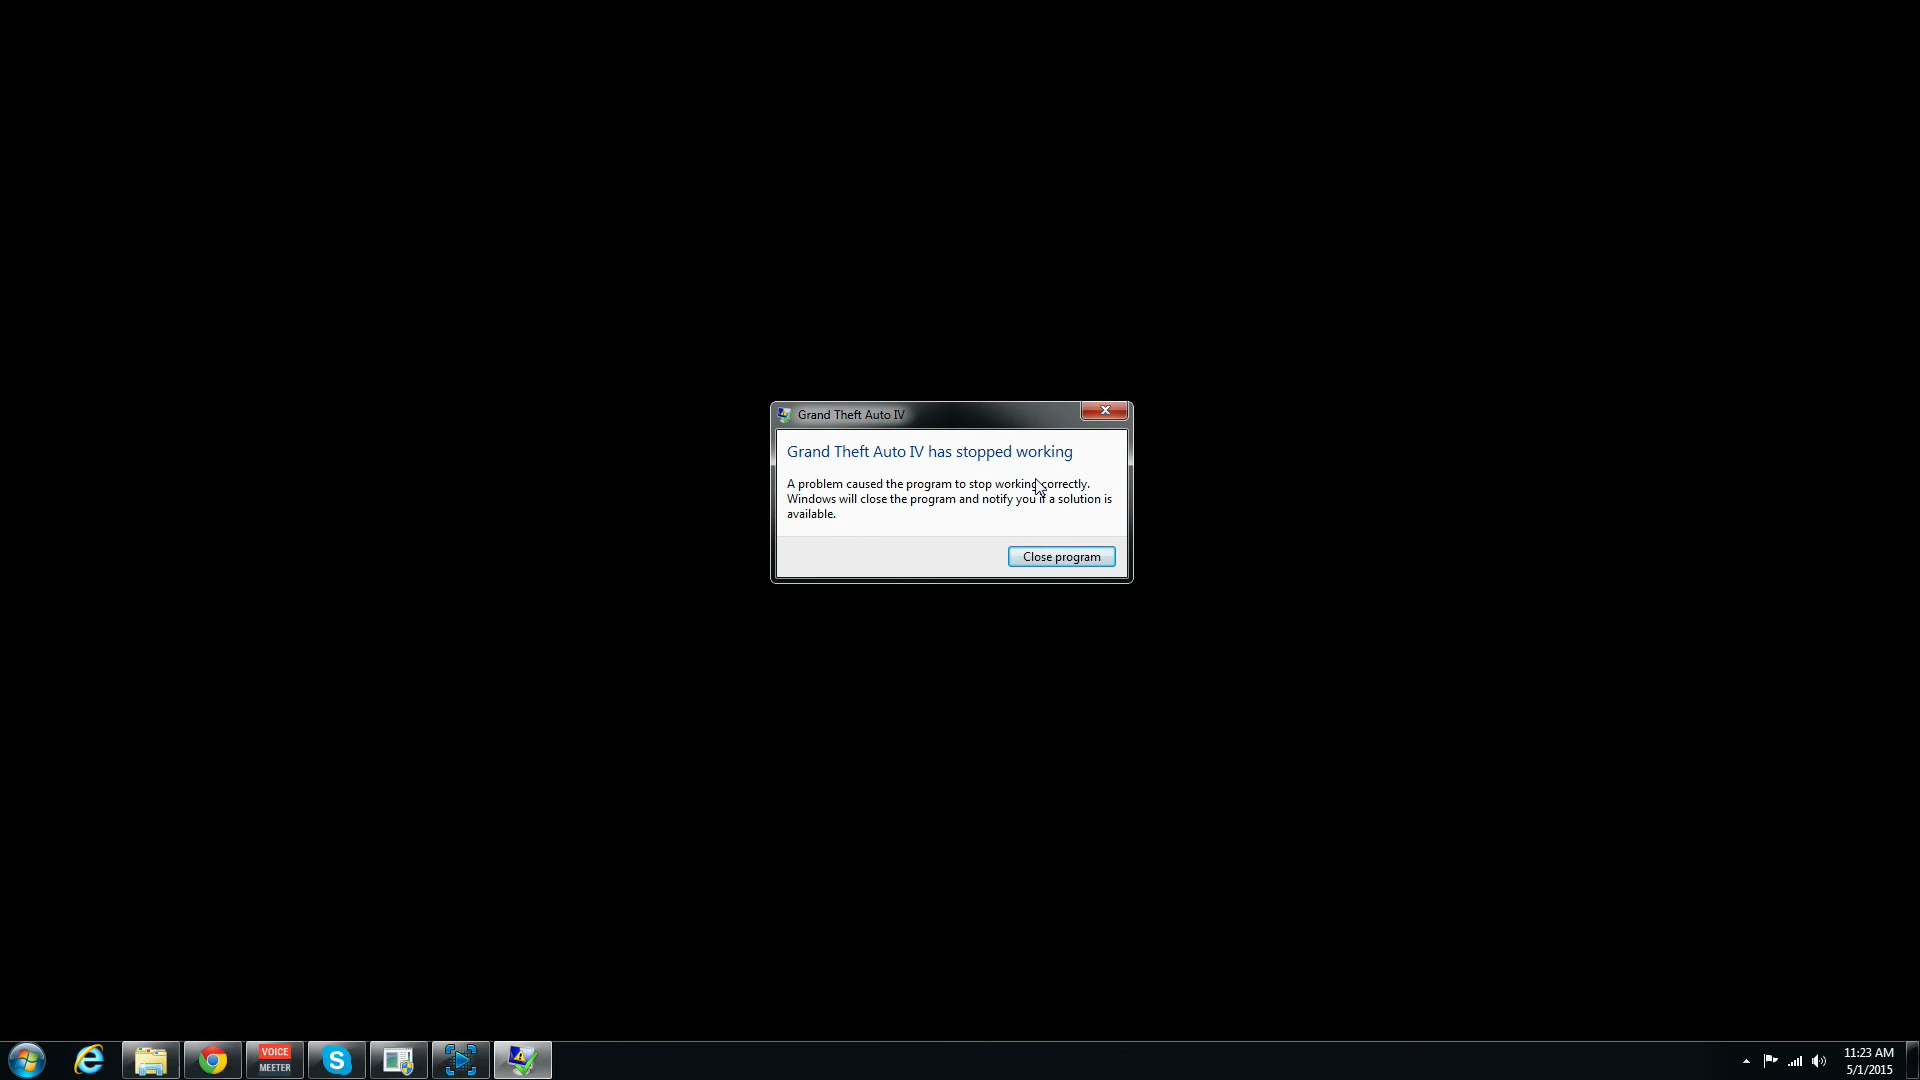 Grand Theft Auto IV
Grand Theft Auto IV has stopped working
A problem caused the program to stop working correctly.
Windows will close the program and notify you if a solution is
available.
Close program
VOICE
MEETER
11:23 AM
5/1/2015